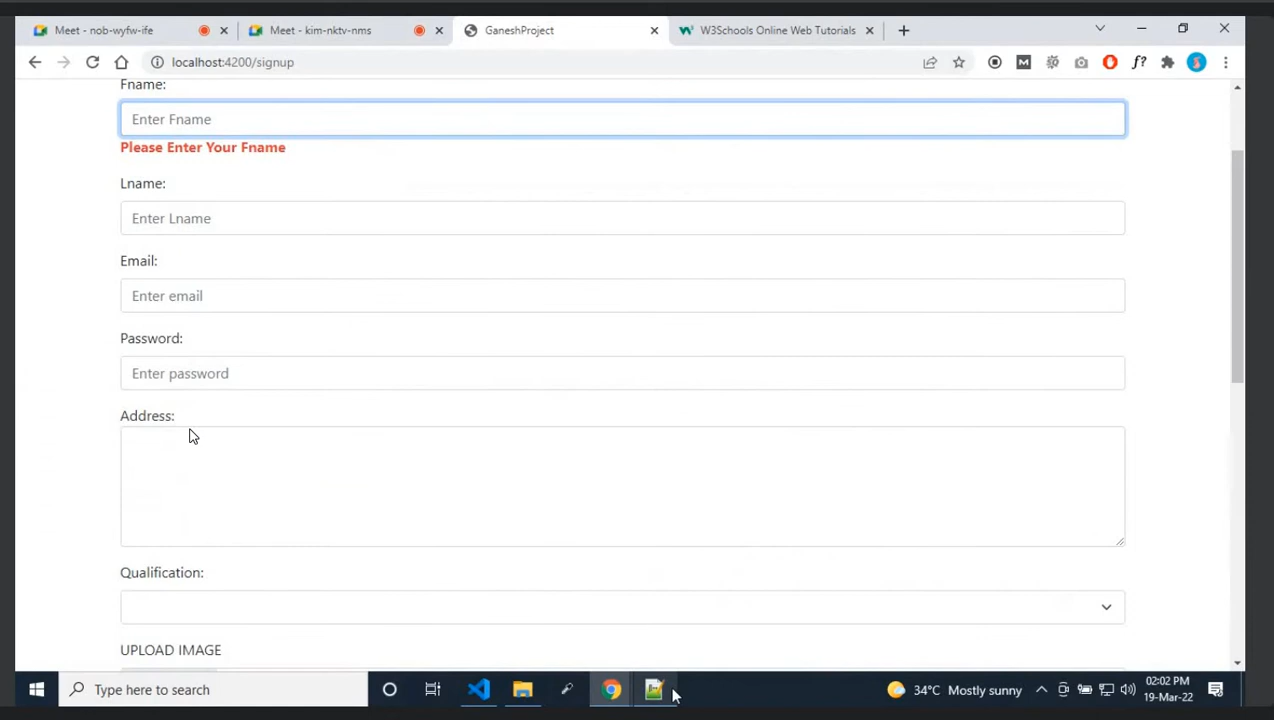 Meet - nob-wyfw-ife
Meet - kim-nktv-nms
GaneshProject
W3Schools Online Web Tutorials
localhost:4200/signup
Fname:
Enter Fname
Please Enter Your Fname
Lname:
Enter Lname
Email:
Enter email
Password:
Enter password
Address:
Qualification:
UPLOAD IMAGE
Type here to search
34°C Mostly sunny
02:02 PM
19-Mar-22